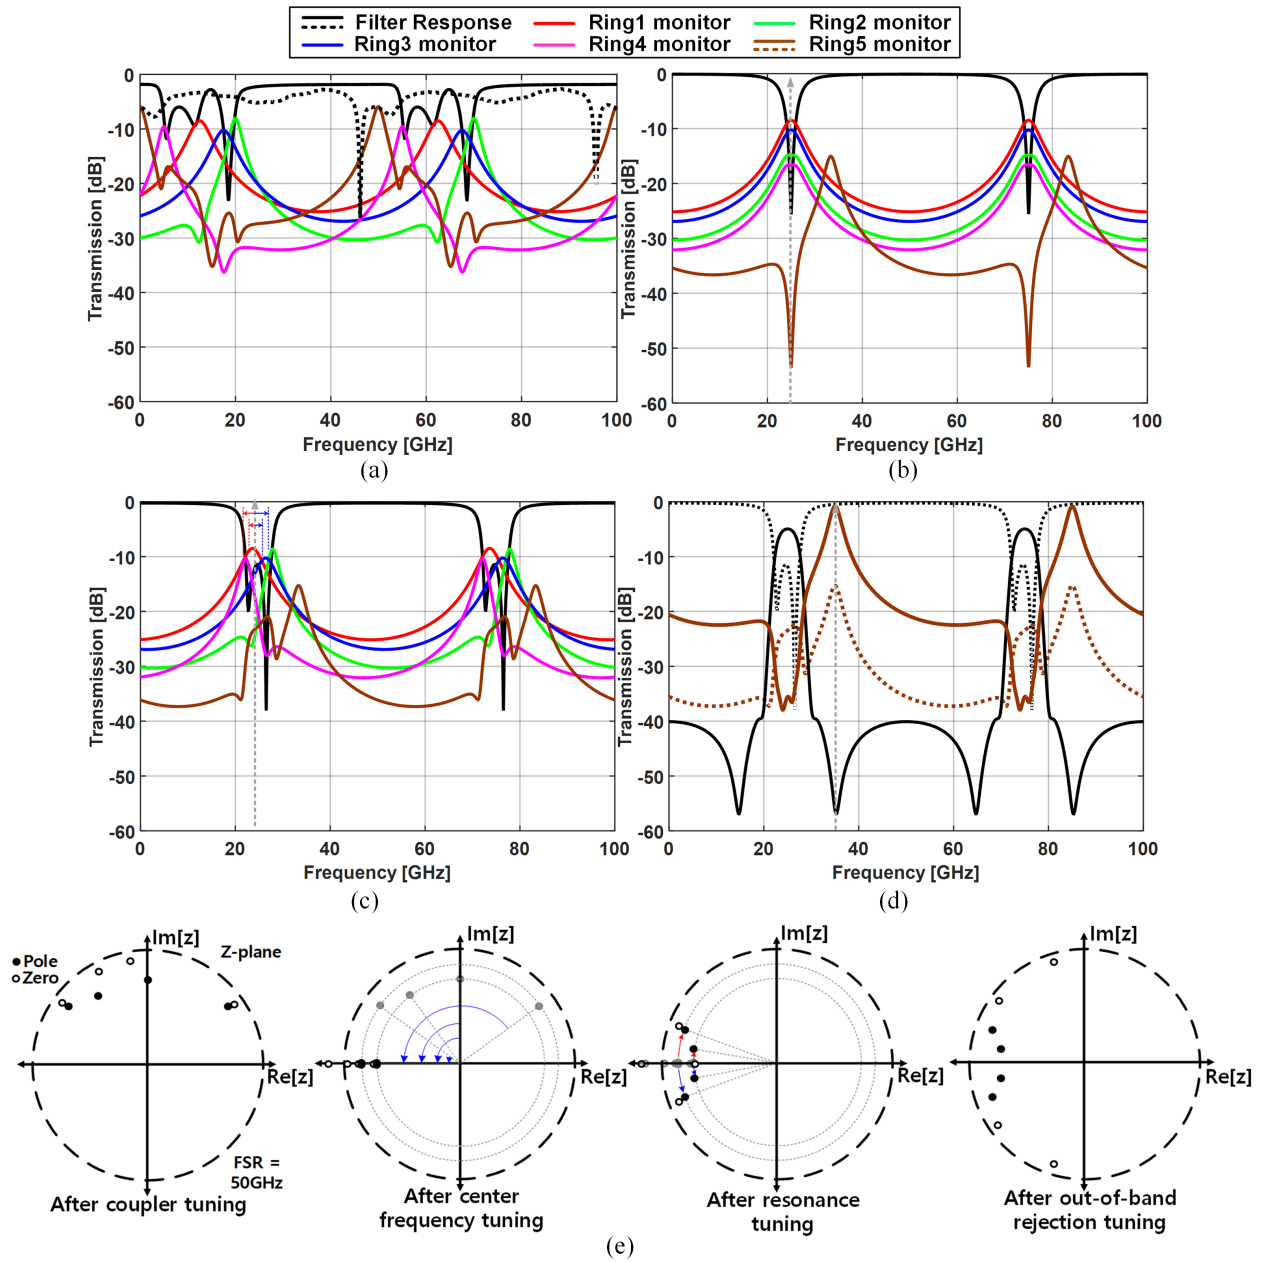 Filter Response Ring1 monitor Ring2 monitor
Ring3 monitor Ring4 monitor Ring5 monitor
0
-10
-20
-30
-40
-50
-60
Transmission [dB]
0 20 40 60 80 100
Frequency [GHz]
(a)
0
-10
-20
-30
-40
-50
-60
Transmission [dB]
0 20 40 60 80 100
Frequency [GHz]
(b)
0
-10
-20
-30
-40
-50
-60
Transmission [dB]
0 20 40 60 80 100
Frequency [GHz]
(c)
0
-10
-20
-30
-40
-50
-60
Transmission [dB]
0 20 40 60 80 100
Frequency [GHz]
(d)
Im[z]
Z-plane
Pole
Zero
Re[z]
FSR =
50GHz
After coupler tuning
Im[z]
Re[z]
After center
frequency tuning
Im[z]
Re[z]
After resonance
tuning
Im[z]
Re[z]
After out-of-band
rejection tuning
(e)